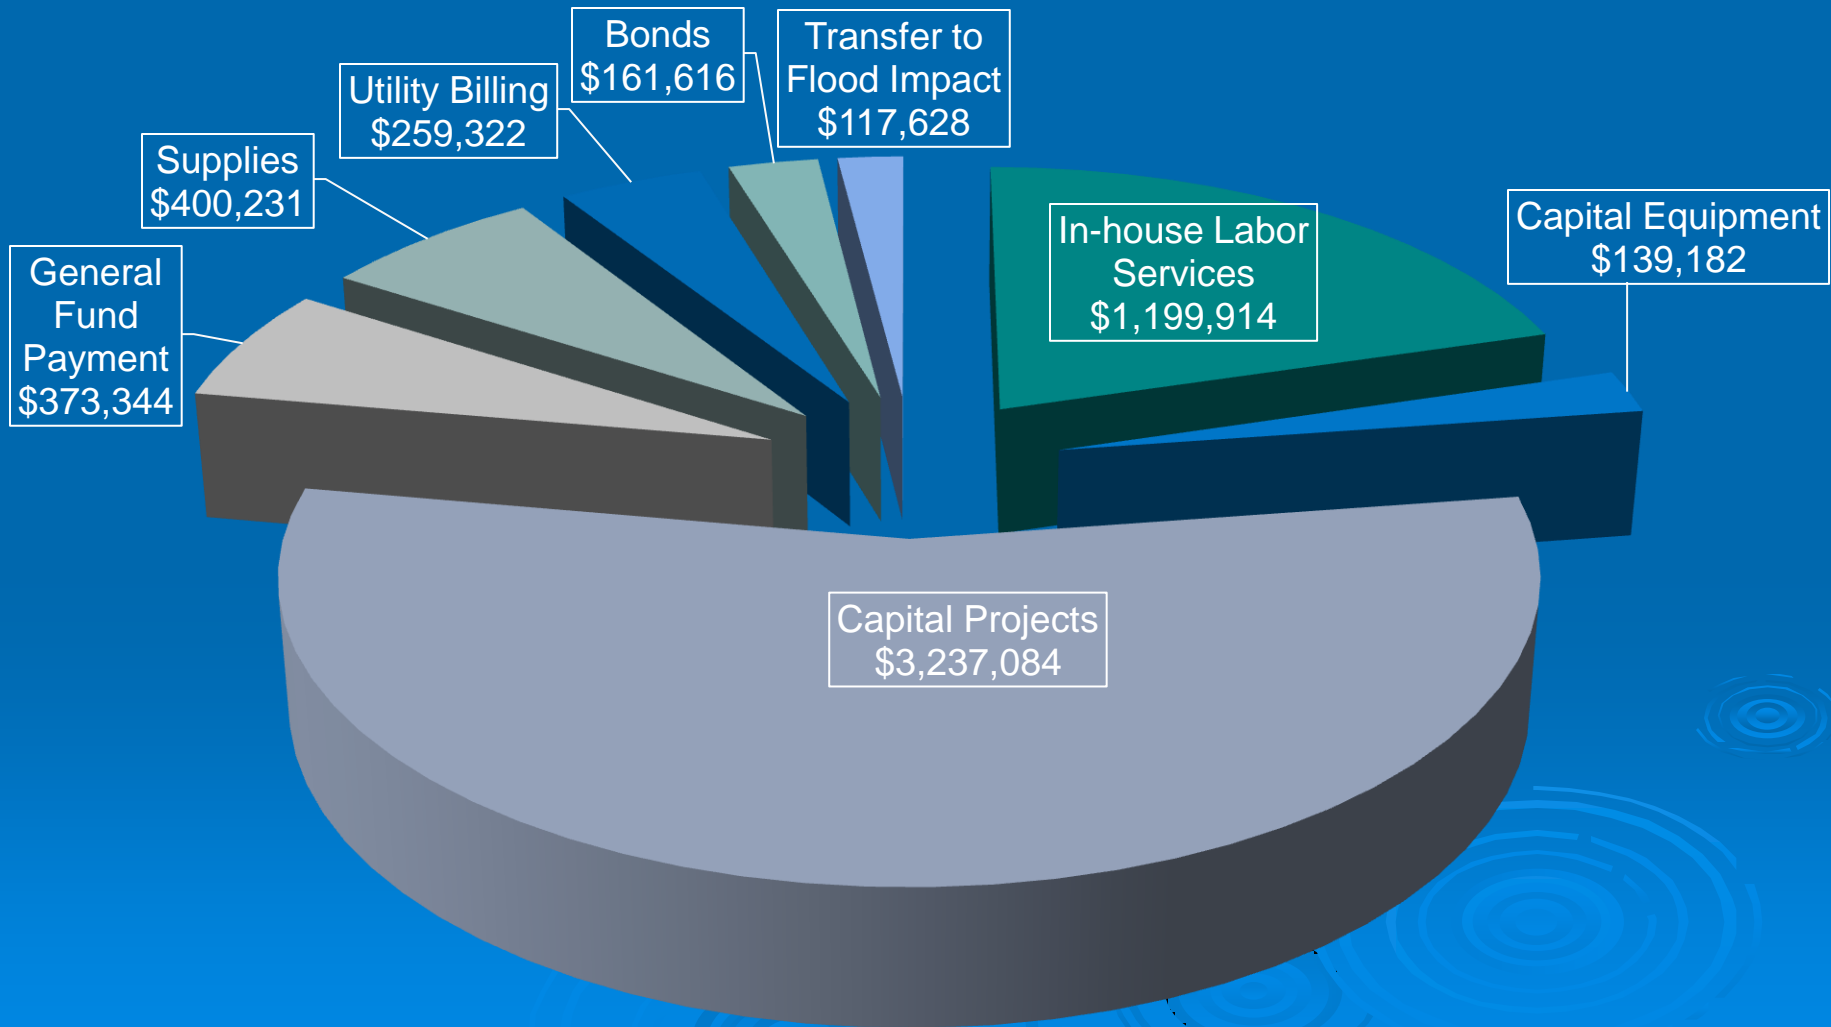 Bonds
$161,616
Transfer to
Flood Impact
$117,628
Utility Billing
$259,322
Supplies
$400,231
General
Fund
Payment
$373,344
In-house Labor
Services
$1,199,914
Capital Equipment
$139,182
Capital Projects
$3,237,084